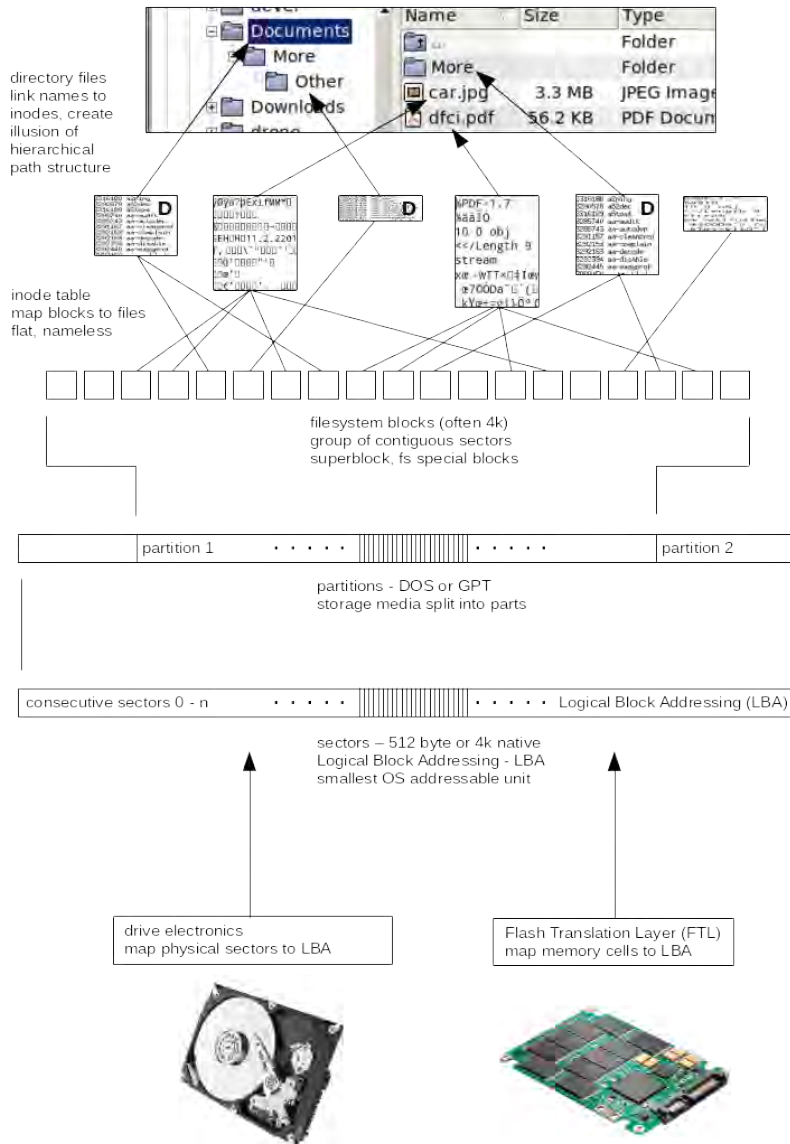 Documents
More
Other
Downloads
Name Size Type
Folder
More Folder
car.jpg 3.3 MB JPEG Image
dfci.pdf 56.2 KB PDF Docum
directory files
link names to
inodes, create
illusion of
hierarchical
path structure
D
%PDF-1.7
10 0 obj
<</Length 9
stream
D
D
inode table
map blocks to files
flat, nameless
filesystem blocks (often 4k)
group of contiguous sectors
superblock, fs special blocks
partition 1
partition 2
partitions - DOS or GPT
storage media split into parts
consecutive sectors 0 - n
Logical Block Addressing (LBA)
sectors – 512 byte or 4k native
Logical Block Addressing - LBA
smallest OS addressable unit
drive electronics
map physical sectors to LBA
Flash Translation Layer (FTL)
map memory cells to LBA